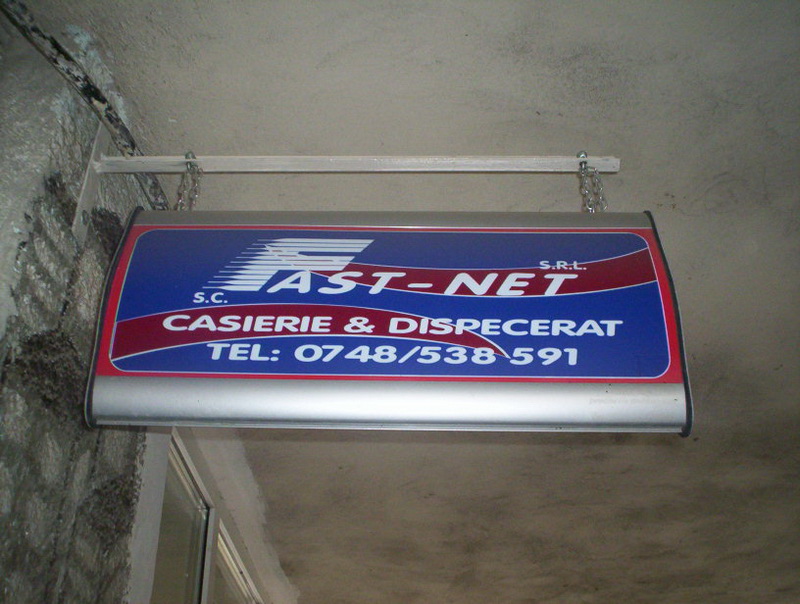 S.C. FAST-NET S.R.L.
CASIERIE & DISPECERAT
TEL: 0748/538 591